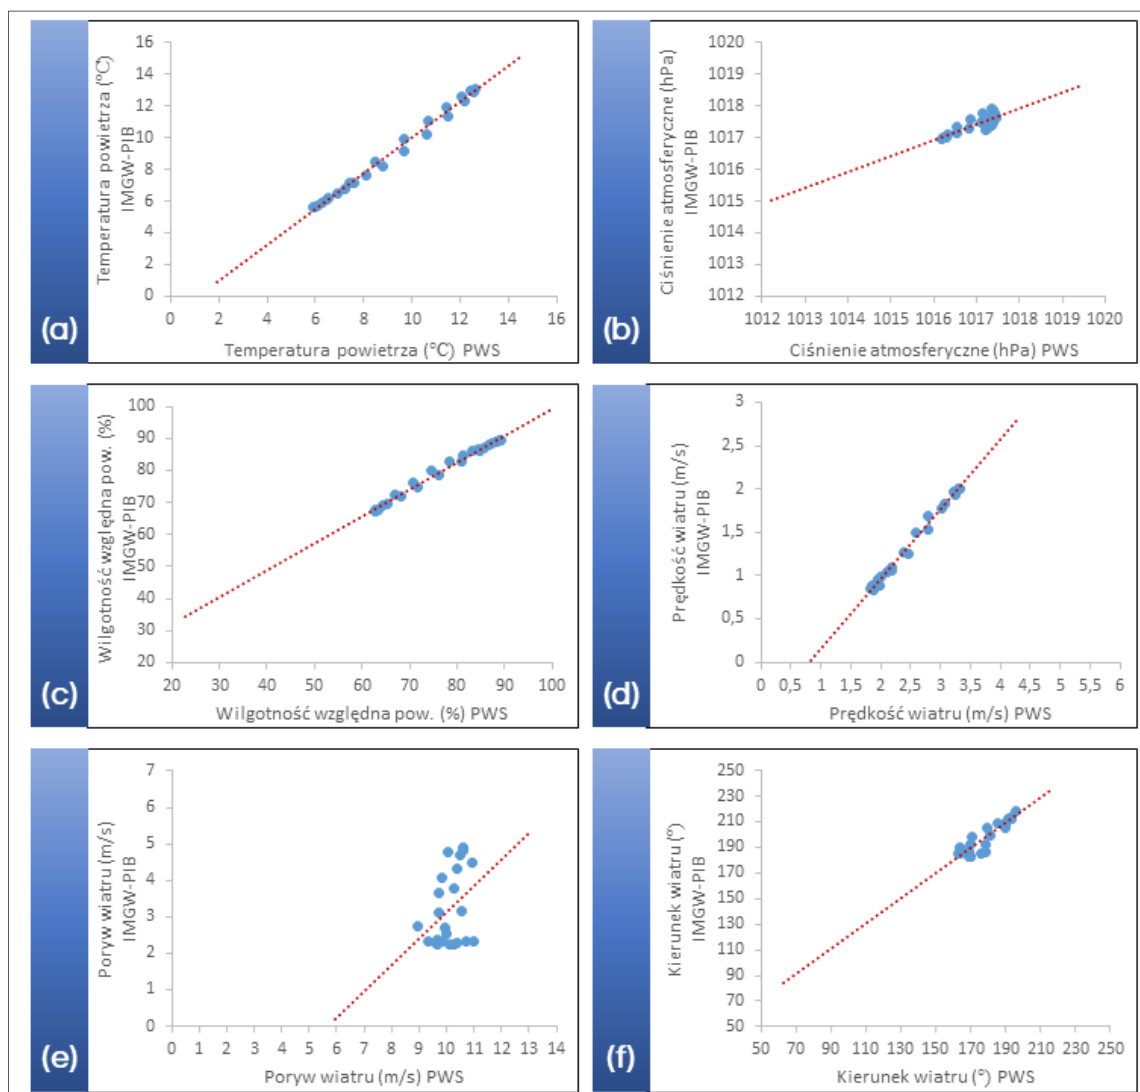 Temperatura powietrza (°C)
IMGW-PIB
16
14
12
10
8
6
4
2
0
0 2 4 6 8 10 12 14 16
Temperatura powietrza (°C) PWS
(a)
Ciśnienie atmosferyczne (hPa)
IMGW-PIB
1020
1019
1018
1017
1016
1015
1014
1013
1012
1012 1013 1014 1015 1016 1017 1018 1019 1020
Ciśnienie atmosferyczne (hPa) PWS
(b)
Wilgotność względna pow. (%)
IMGW-PIB
100
90
80
70
60
50
40
30
20
20 30 40 50 60 70 80 90 100
Wilgotność względna pow. (%) PWS
(c)
Prędkość wiatru (m/s)
IMGW-PIB
3
2,5
2
1,5
1
0,5
0
0 0,5 1 1,5 2 2,5 3 3,5 4 4,5 5 5,5 6
Prędkość wiatru (m/s) PWS
(d)
Poryw wiatru (m/s)
IMGW-PIB
7
6
5
4
3
2
1
0
0 1 2 3 4 5 6 7 8 9 10 11 12 13 14
Poryw wiatru (m/s) PWS
(e)
Kierunek wiatru (°)
IMGW-PIB
250
230
210
190
170
150
130
110
90
70
50
50 70 90 110 130 150 170 190 210 230 250
Kierunek wiatru (°) PWS
(f)